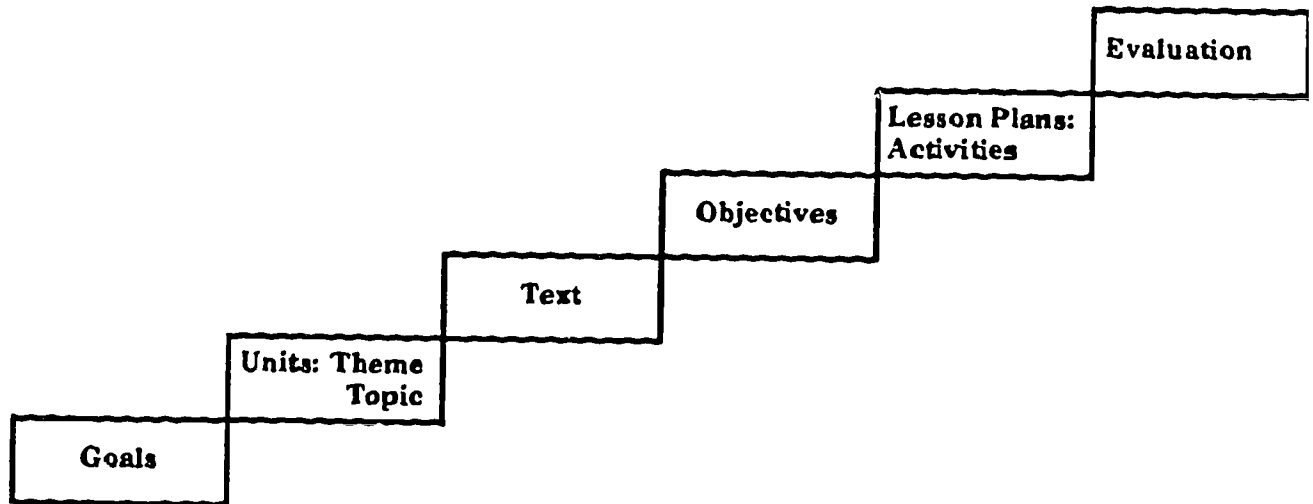 Evaluation
Lesson Plans:
Activities
Objectives
Text
Units: Theme
Topic
Goals